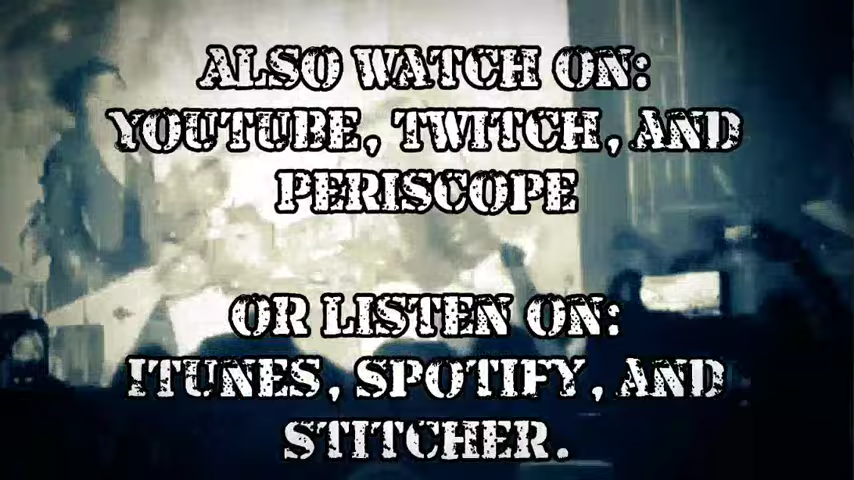 ALSO WATCH ON:
YOUTUBE, TWITCH, AND
PERISCOPE
OR LISTEN ON:
ITUNES, SPOTIFY, AND
STITCHER.